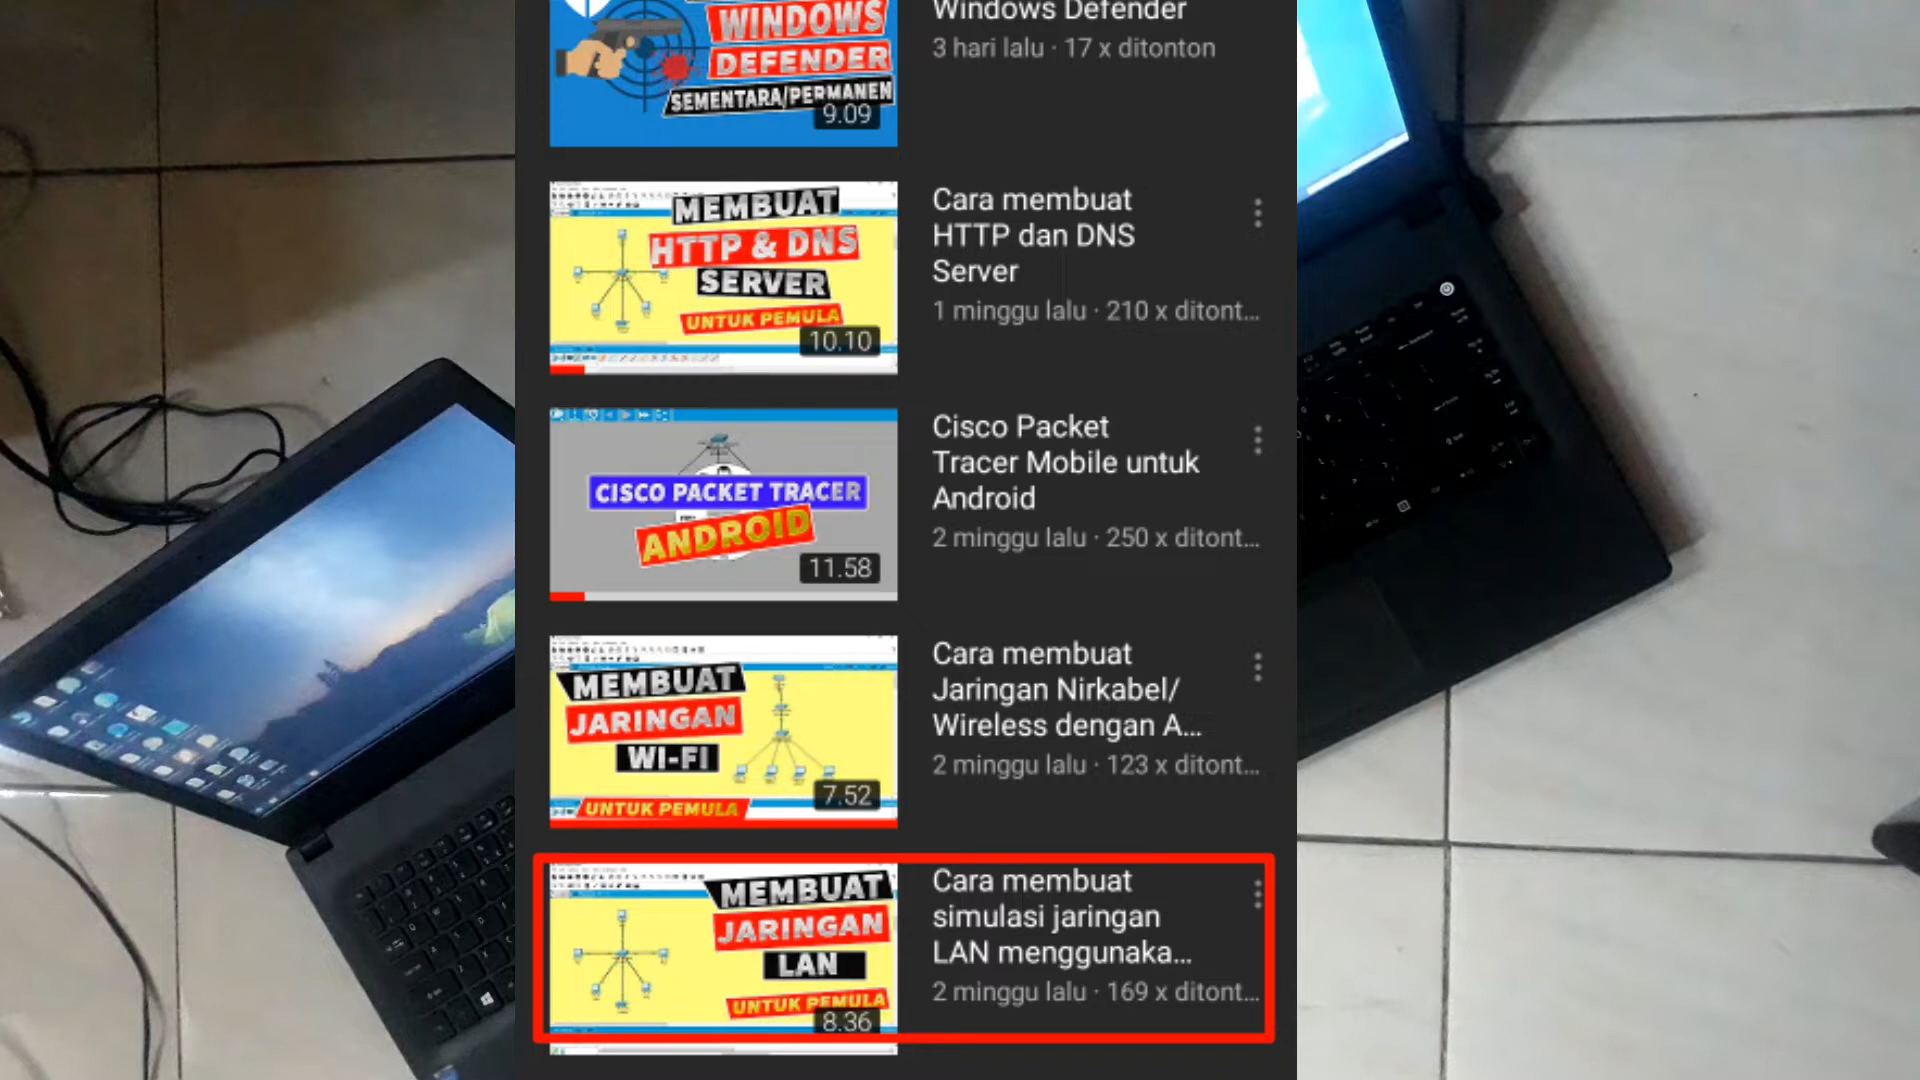 WINDOWS
DEFENDER
SEMENTARA/PERMANEN
9.09
Windows Defender
3 hari lalu · 17 x ditonton
MEMBUAT
HTTP & DNS
SERVER
UNTUK PEMULA
10.10
Cara membuat
HTTP dan DNS
Server
1 minggu lalu · 210 x ditont...
CISCO PACKET TRACER
ANDROID
11.58
Cisco Packet
Tracer Mobile untuk
Android
2 minggu lalu · 250 x ditont...
MEMBUAT
JARINGAN
WI-FI
UNTUK PEMULA
7.52
Cara membuat
Jaringan Nirkabel/
Wireless dengan A...
2 minggu lalu · 123 x ditont...
MEMBUAT
JARINGAN
LAN
UNTUK PEMULA
8.36
Cara membuat
simulasi jaringan
LAN menggunaka...
2 minggu lalu · 169 x ditont...